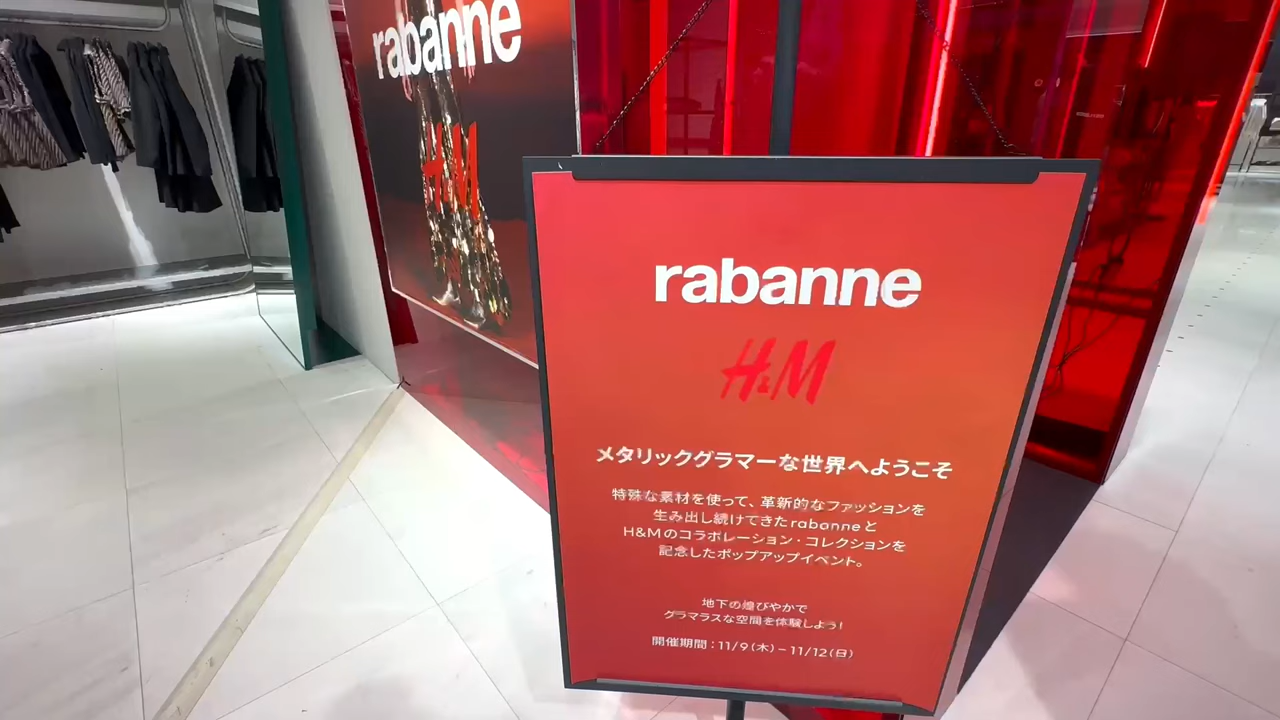 rabanne
H&M
rabanne
H&M
メタリックグラマーな世界へようこそ
特殊な素材を使って、革新的なファッションを
生み出し続けてきたrabanneと
H&Mのコラボレーション・コレクションを
記念したポップアップイベント。
地下の煌びやかで
グラマラスな空間を体験しよう!
開催期間:11/9(木)-11/12(日)